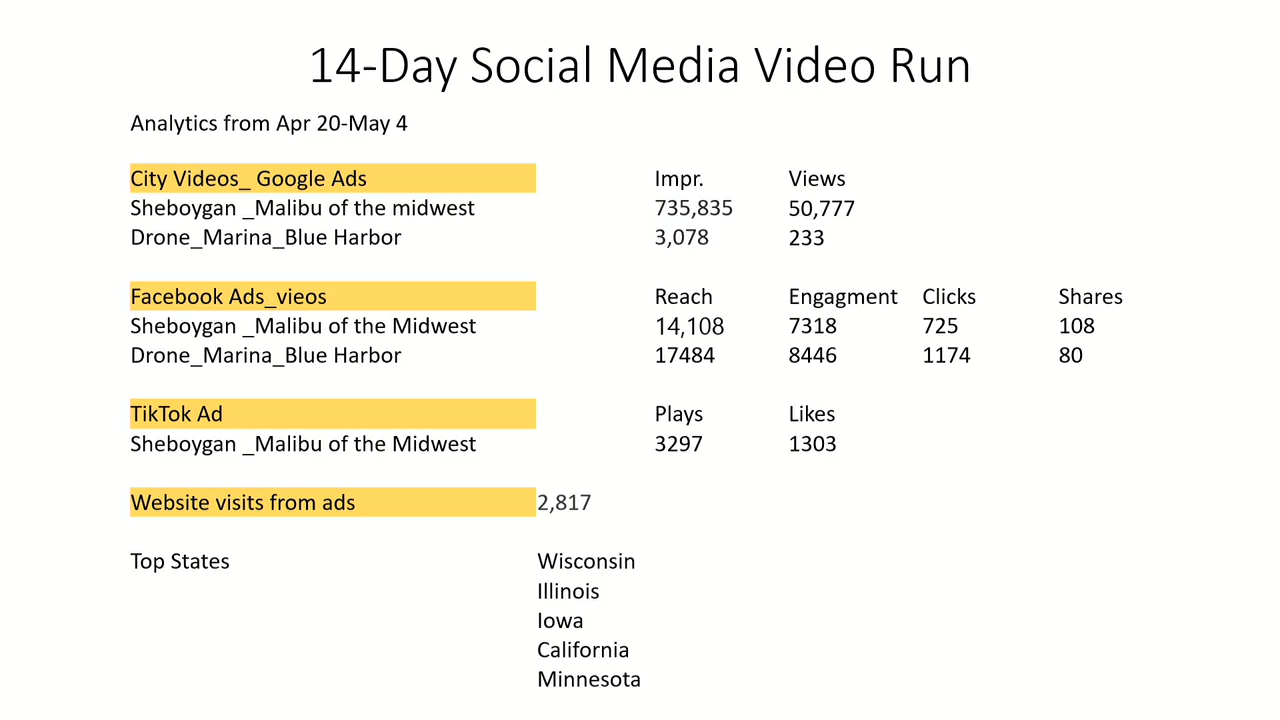 14-Day Social Media Video Run
Analytics from Apr 20-May 4
City Videos_ Google Ads Impr. Views
Sheboygan _Malibu of the midwest 735,835 50,777
Drone_Marina_Blue Harbor 3,078 233
Facebook Ads_vieos Reach Engagment Clicks Shares
Sheboygan _Malibu of the Midwest 14,108 7318 725 108
Drone_Marina_Blue Harbor 17484 8446 1174 80
TikTok Ad Plays Likes
Sheboygan _Malibu of the Midwest 3297 1303
Website visits from ads 2,817
Top States Wisconsin
Illinois
Iowa
California
Minnesota